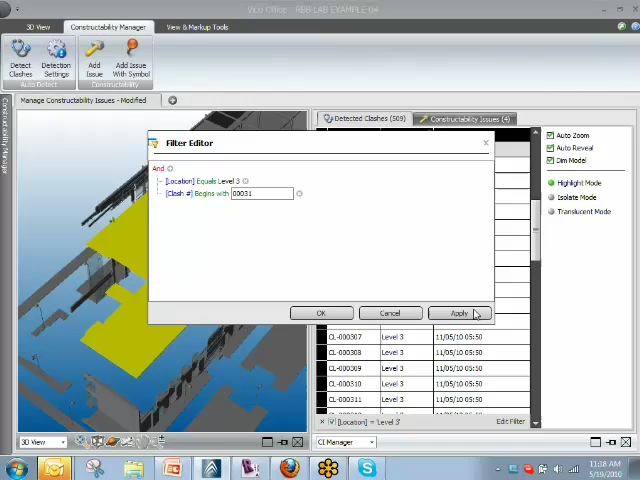 Vico Office - RBB LAB EXAMPLE-04
3D View
Constructability Manager
View & Markup Tools
Detect Clashes
Detection Settings
Add Issue
Add Issue With Symbol
Auto Detect
Constructability
Manage Constructability Issues - Modified
Detected Clashes (509)
Constructability Issues (4)
Constructability Manager
Filter Editor
And
[Location] Equals Level 3
[Clash #] Begins with 00031
OK
Cancel
Apply
Auto Zoom
Auto Reveal
Dim Model
Highlight Mode
Isolate Mode
Translucent Mode
CL-000307 Level 3 11/05/10 05:50
CL-000308 Level 3 11/05/10 05:50
CL-000309 Level 3 11/05/10 05:50
CL-000310 Level 3 11/05/10 05:50
CL-000311 Level 3 11/05/10 05:50
[Location] = 'Level 3'
Edit Filter
3D View
CI Manager
11:08 AM
5/19/2010